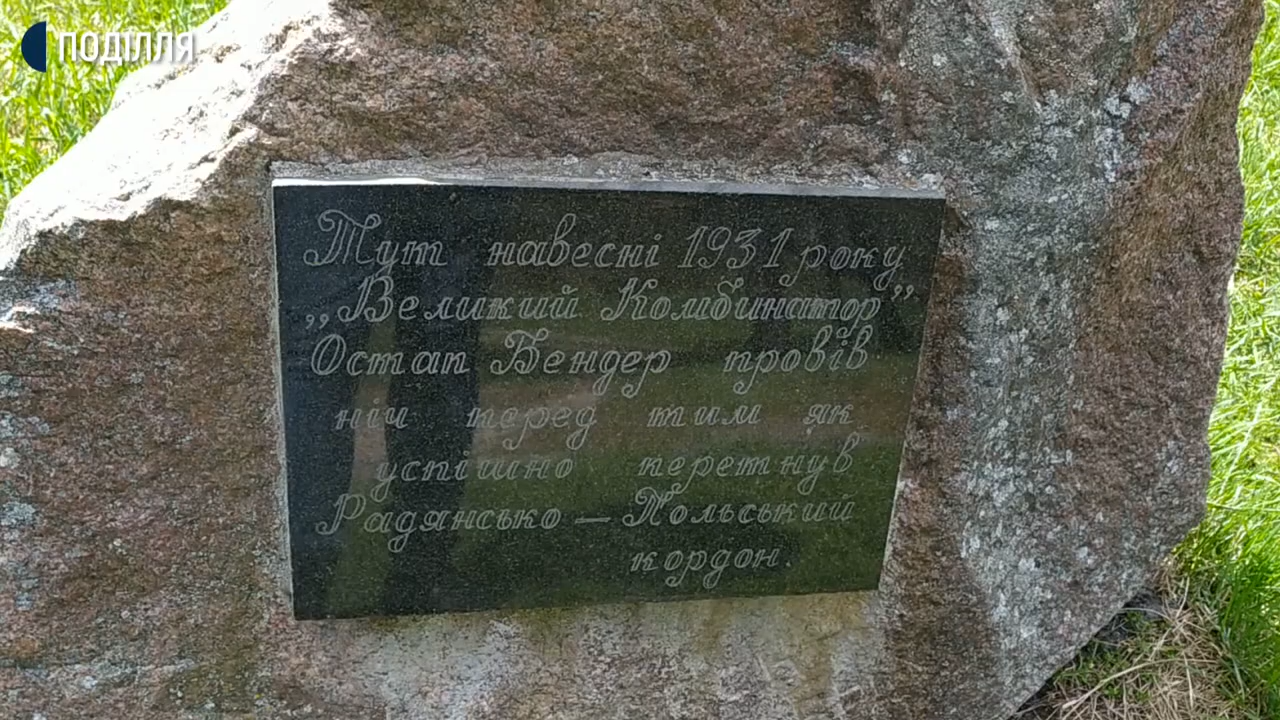 ПОДІЛЛЯ
Тут навесні 1931 року
„Великий Комбинатор”
Остап Бендер провів
ніч перед тим як
успішно перетнув
Радянсько — Польський
кордон.